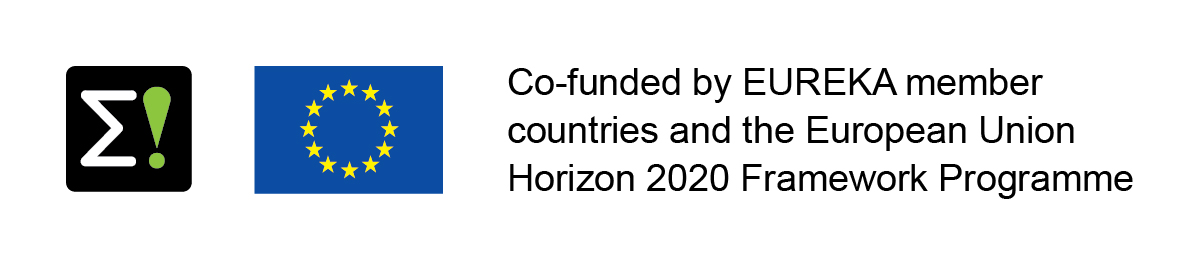 Σ!
Co-funded by EUREKA member
countries and the European Union
Horizon 2020 Framework Programme